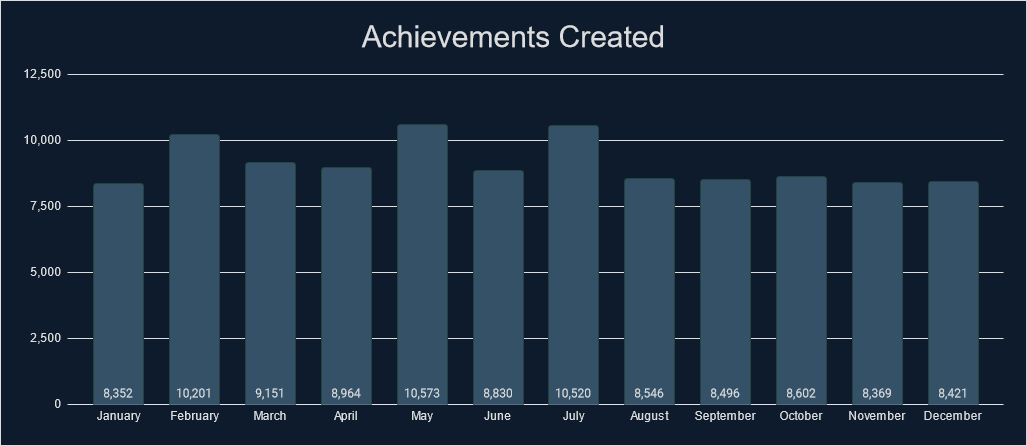 Achievements Created
12,500
10,000
7,500
5,000
2,500
0
8,352 10,201 9,151 8,964 10,573 8,830 10,520 8,546 8,496 8,602 8,369 8,421
January February March April May June July August September October November December